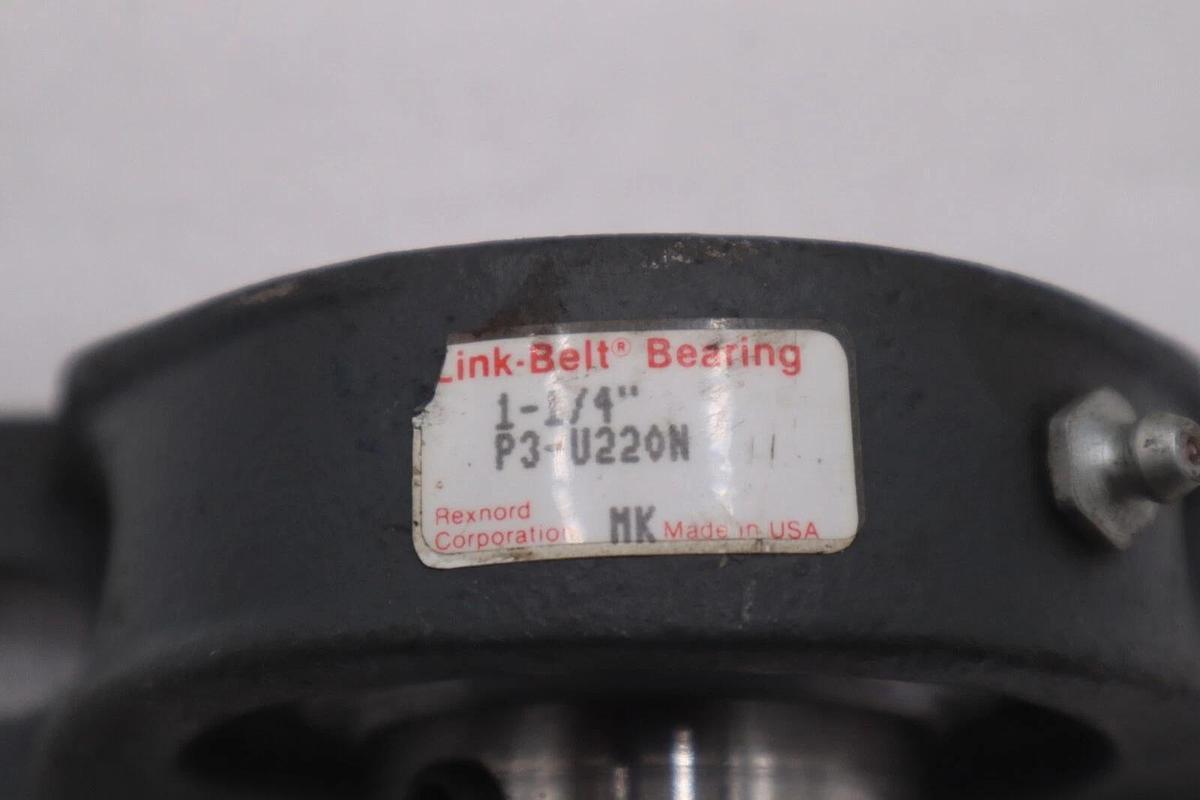 Link-Belt® Bearing
1-1/4"
P3-U220N
Rexnord
Corporation MK Made in USA